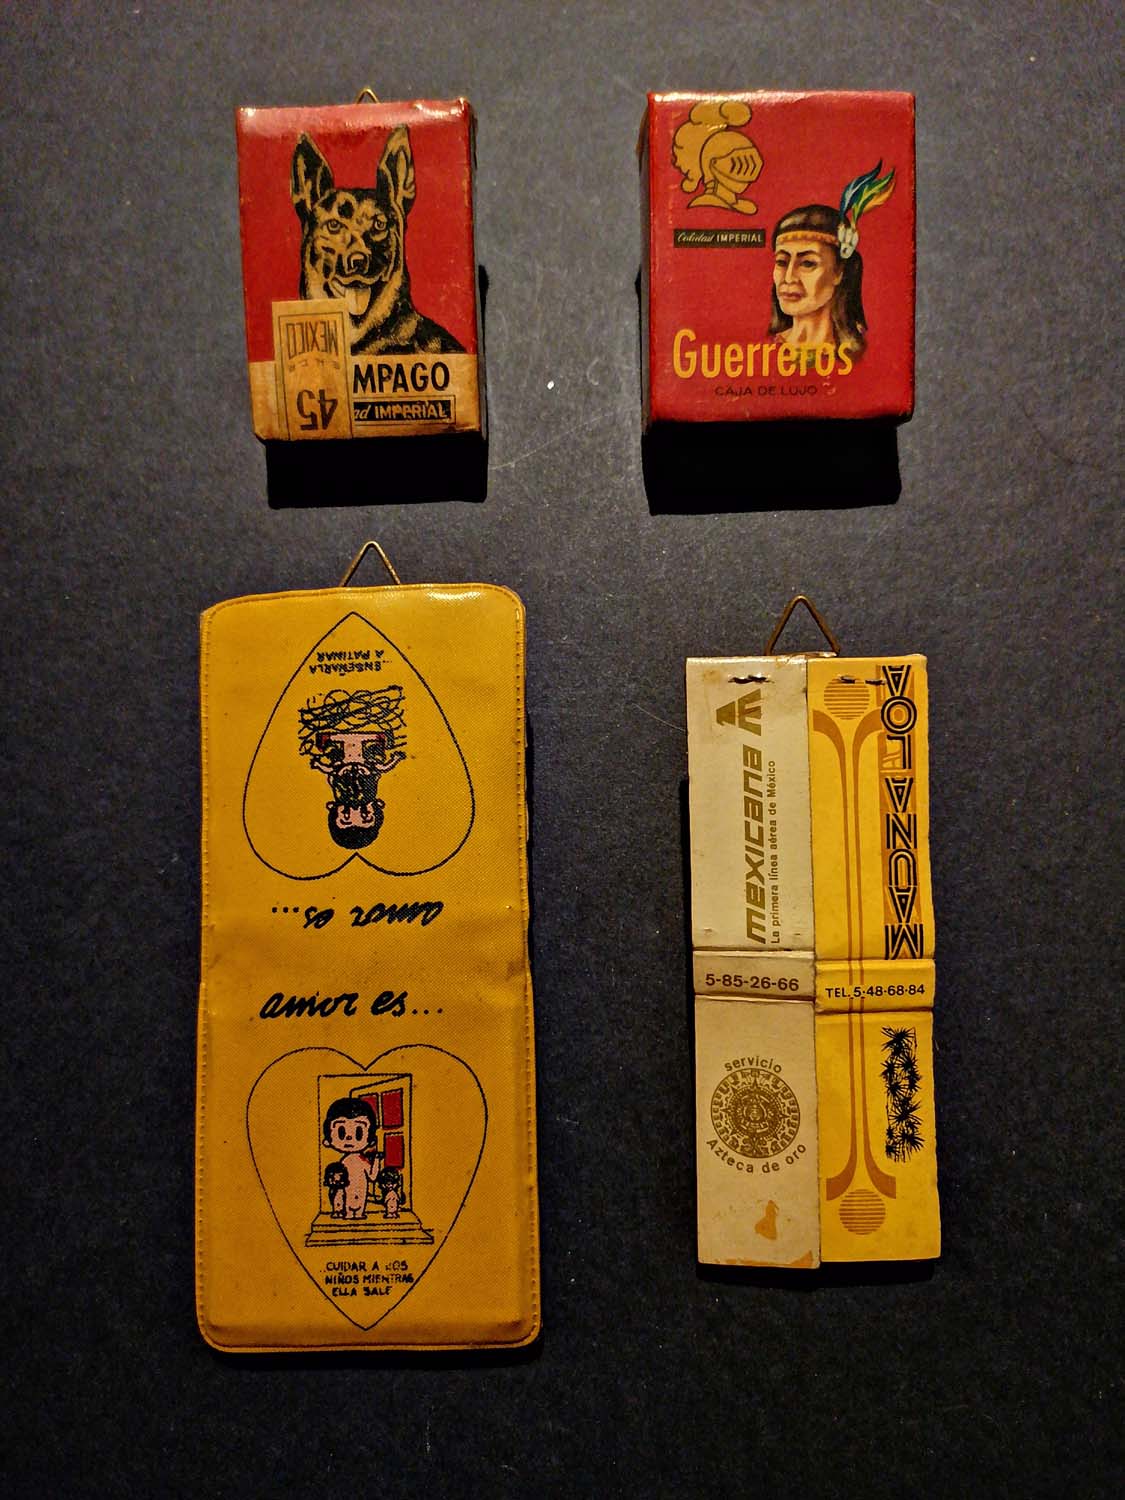 MPAGO
ad IMPERIAL
MEXICO
45
Calidad IMPERIAL
Guerreros
CAJA DE LUJO
...ENSEÑARLA
A PATINAR
amor es...
amor es...
...CUIDAR A LOS
NIÑOS MIENTRAS
ELLA SALE
mexicana
La primera línea aérea de México
5-85-26-66
servicio
Azteca de oro
VOLANDAS
TEL. 5-48-68-84